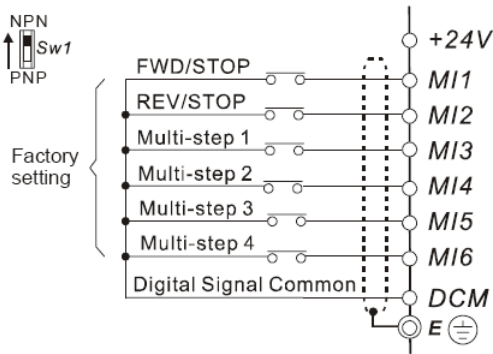 NPN
Sw1
PNP
+24V
FWD/STOP
MI1
REV/STOP
MI2
Multi-step 1
MI3
Factory
setting
Multi-step 2
MI4
Multi-step 3
MI5
Multi-step 4
MI6
Digital Signal Common
DCM
E